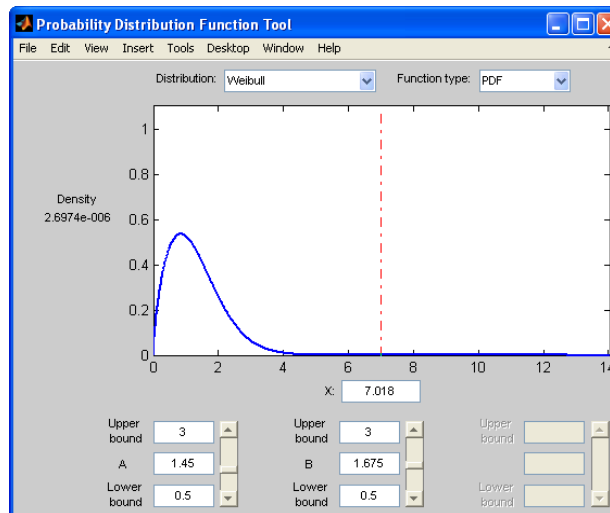 Probability Distribution Function Tool
File Edit View Insert Tools Desktop Window Help
Distribution: Weibull Function type: PDF
1
0.8
Density
2.6974e-006
0.6
0.4
0.2
0
0 2 4 6 8 10 12 14
X: 7.018
Upper bound 3 Upper bound 3 Upper bound
A 1.45 B 1.675
Lower bound 0.5 Lower bound 0.5 Lower bound